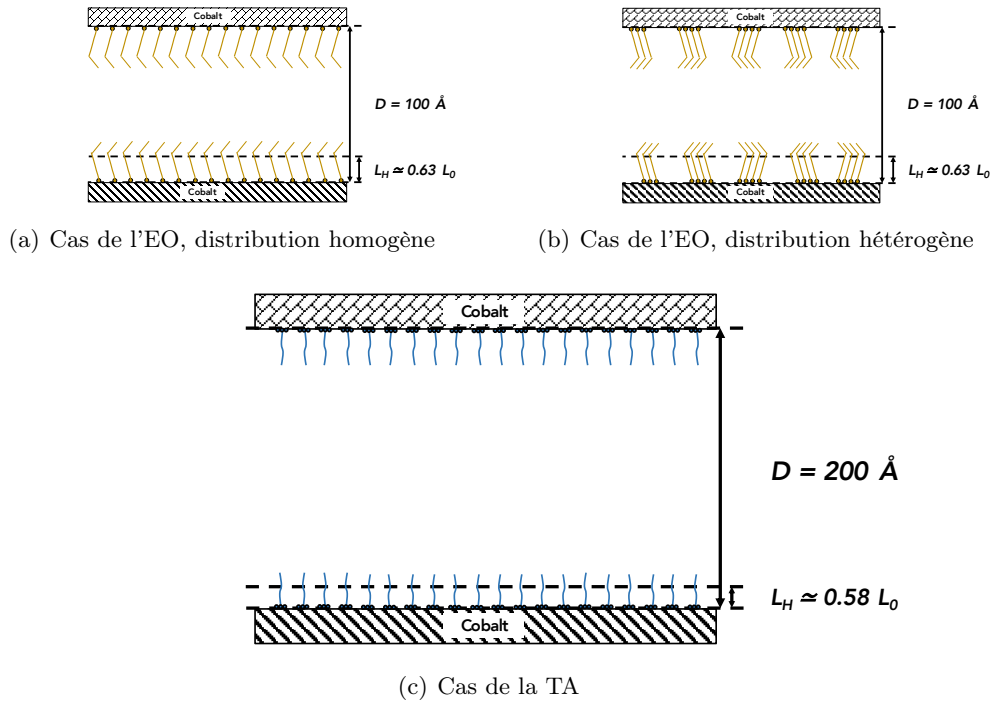 Cobalt
D = 100 Å
L_H ≃ 0.63 L_0
Cobalt
(a) Cas de l'EO, distribution homogène
Cobalt
D = 100 Å
L_H ≃ 0.63 L_0
Cobalt
(b) Cas de l'EO, distribution hétérogène
Cobalt
D = 200 Å
L_H ≃ 0.58 L_0
Cobalt
(c) Cas de la TA